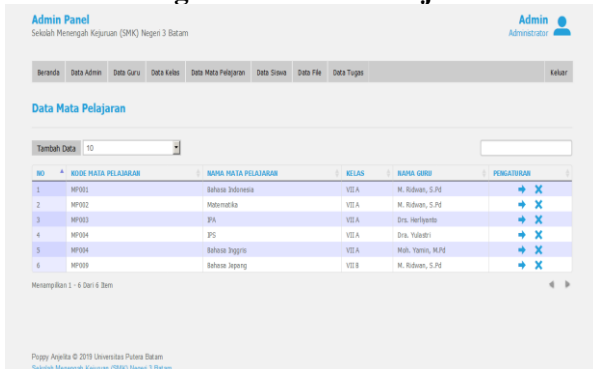 Admin Panel
Sekolah Menengah Kejuruan (SMK) Negeri 3 Batam
Admin
Administrator
Beranda Data Admin Data Guru Data Kelas Data Mata Pelajaran Data Siswa Data File Data Tugas Keluar
Data Mata Pelajaran
Tambah Data 10
NO KODE MATA PELAJARAN NAMA MATA PELAJARAN KELAS NAMA GURU PENGATURAN
1 MP001 Bahasa Indonesia VII A M. Ridwan, S.Pd
2 MP002 Matematika VII A M. Ridwan, S.Pd
3 MP003 IPA VII A Drs. Herfiyanto
4 MP004 IPS VII A Dra. Yulastri
5 MP004 Bahasa Inggris VII A Moh. Yamin, M.Pd
6 MP009 Bahasa Jepang VII B M. Ridwan, S.Pd
Menampilkan 1 - 6 Dari 6 Item
Poppy Anjelita © 2019 Universitas Putera Batam
Sekolah Menengah Kejuruan (SMK) Negeri 3 Batam